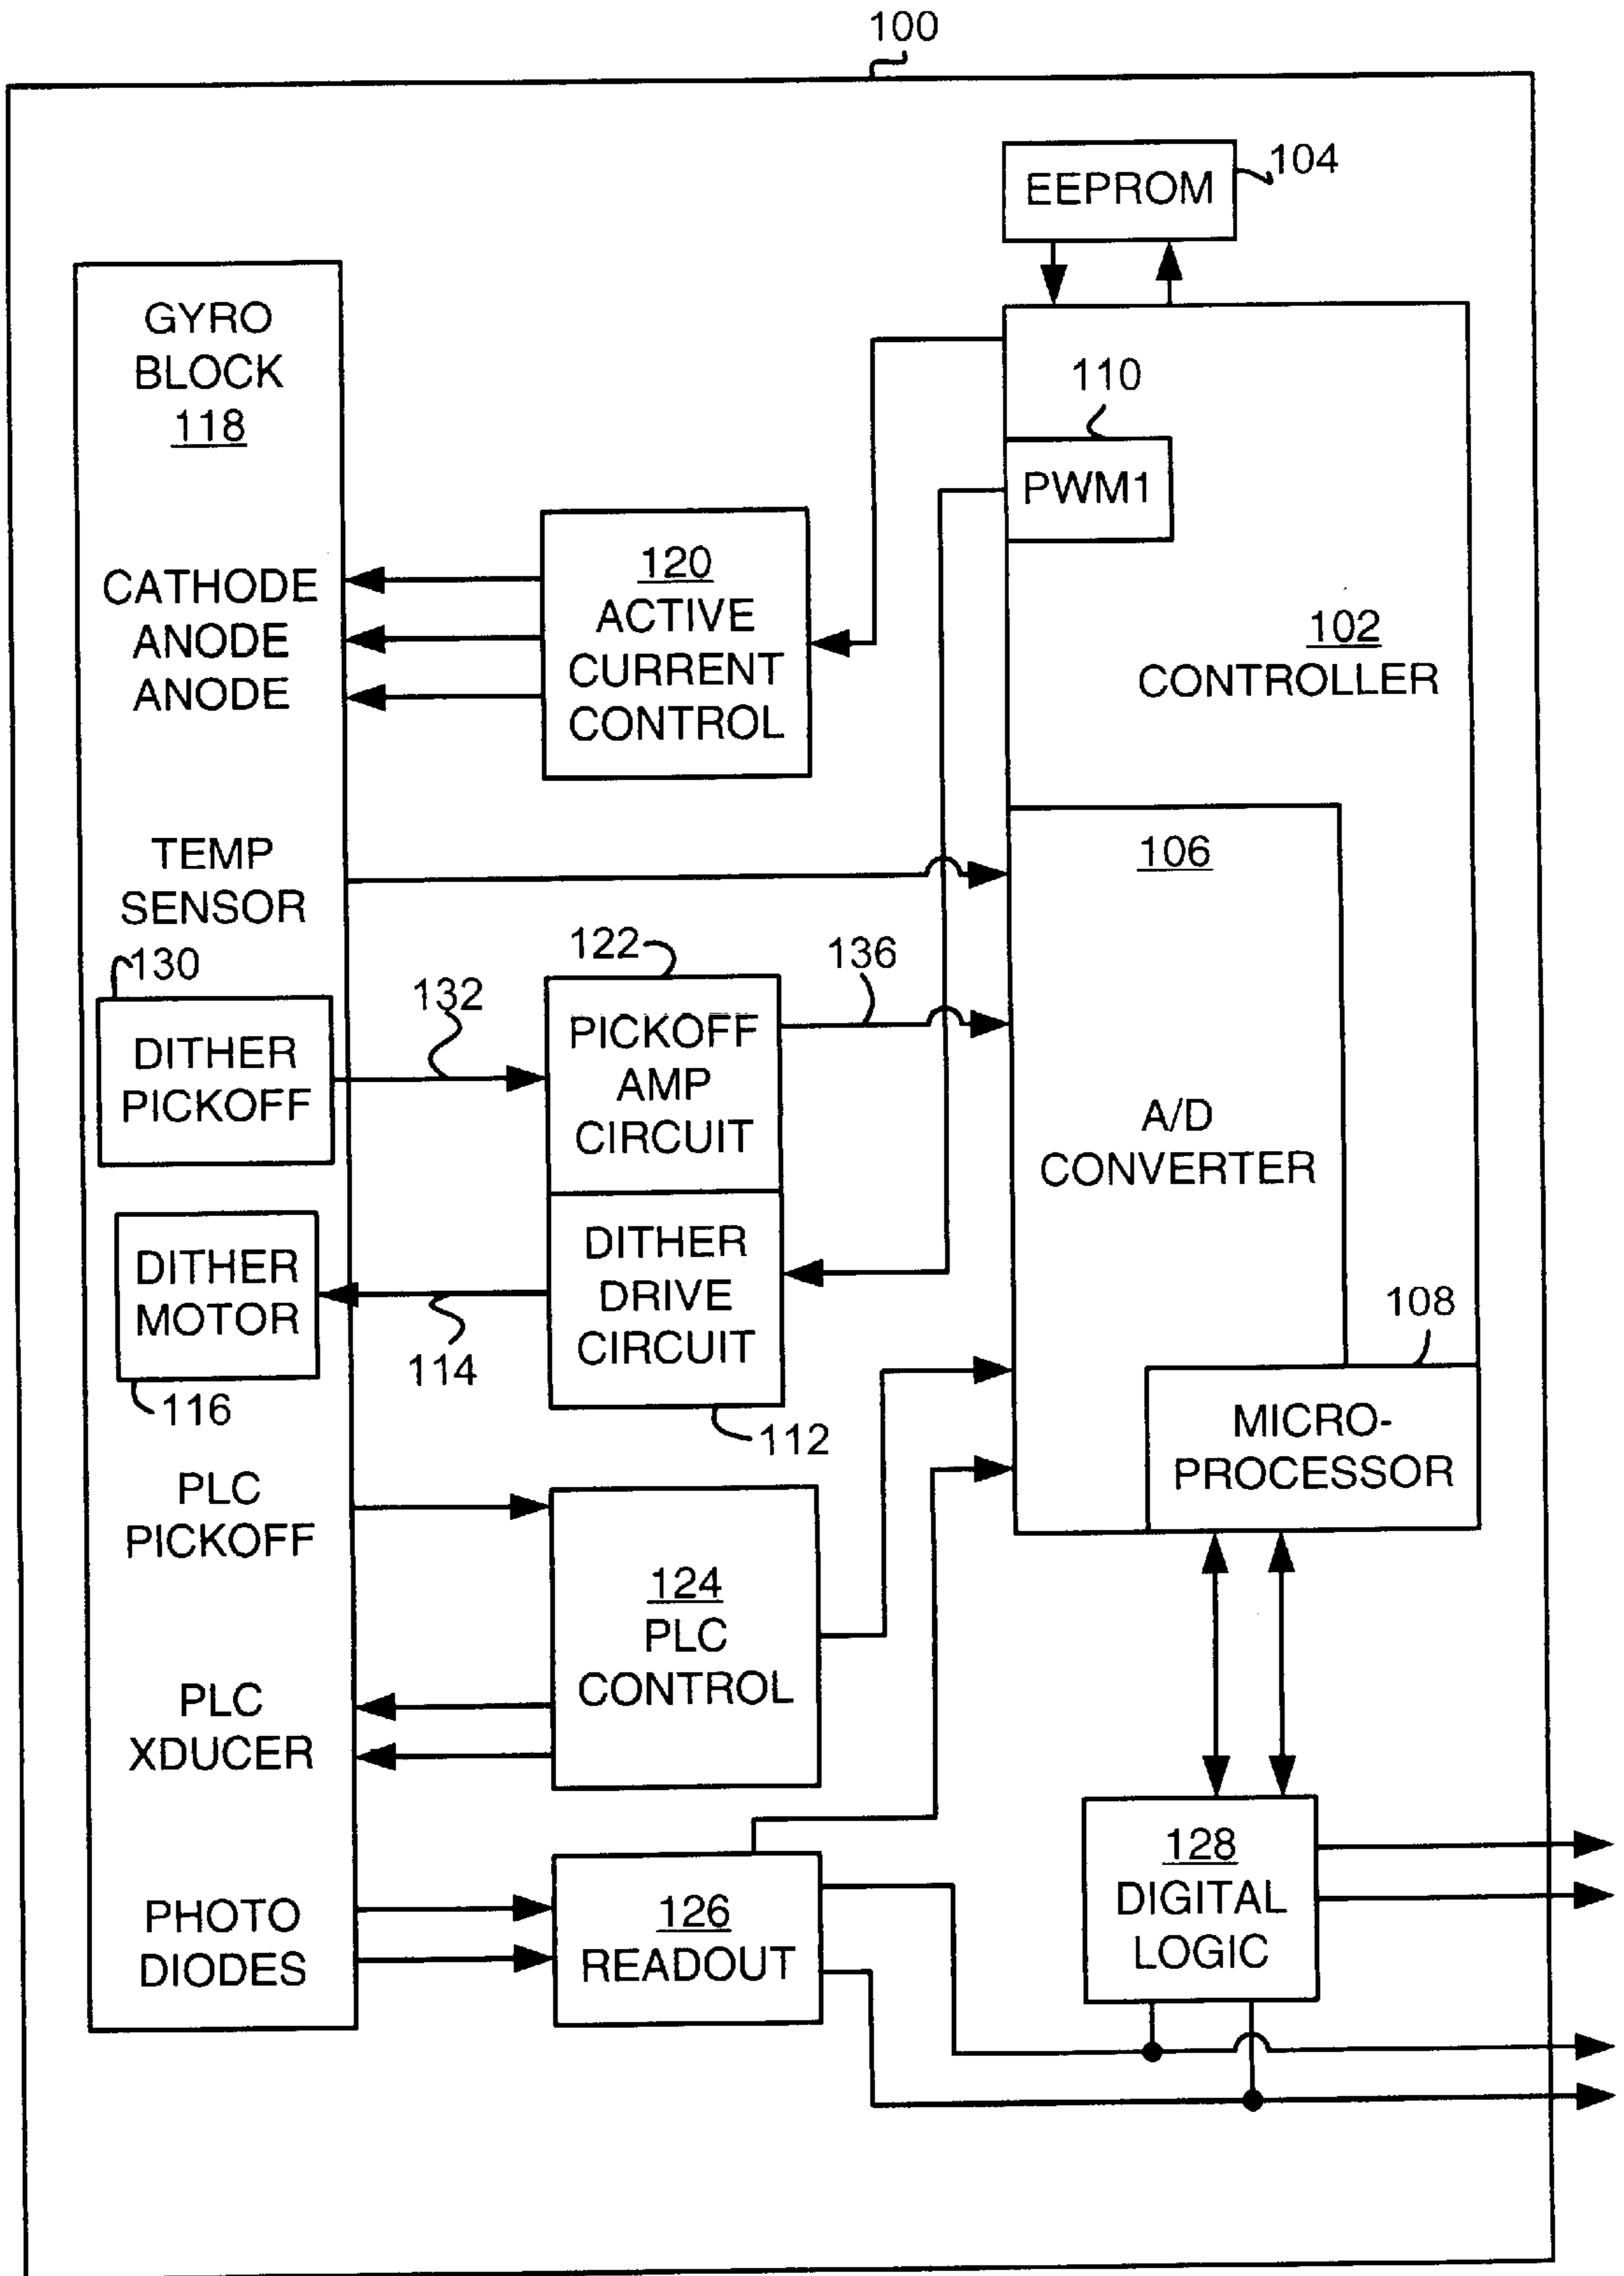 100
EEPROM
104
GYRO
BLOCK
118
110
PWM1
120
ACTIVE
CURRENT
CONTROL
CATHODE
ANODE
ANODE
102
CONTROLLER
TEMP
SENSOR
106
A/D
CONVERTER
130
DITHER
PICKOFF
132
122
PICKOFF
AMP
CIRCUIT
136
DITHER
MOTOR
116
114
DITHER
DRIVE
CIRCUIT
112
108
MICRO-
PROCESSOR
PLC
PICKOFF
124
PLC
CONTROL
PLC
XDUCER
PHOTO
DIODES
126
READOUT
128
DIGITAL
LOGIC